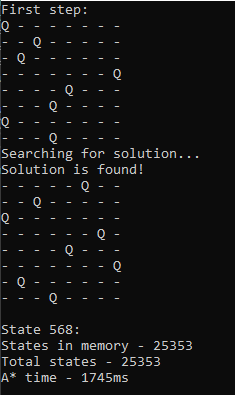 First step:
Q - - - - - - -
- - Q - - - - -
- Q - - - - - -
- - - - - - - Q
- - - - Q - - -
- - - Q - - - -
Q - - - - - - -
- - - Q - - - -
Searching for solution...
Solution is found!
- - - - - Q - -
- - Q - - - - -
Q - - - - - - -
- - - - - - Q -
- - - - Q - - -
- - - - - - - Q
- Q - - - - - -
- - - Q - - - -
State 568:
States in memory - 25353
Total states - 25353
A* time - 1745ms